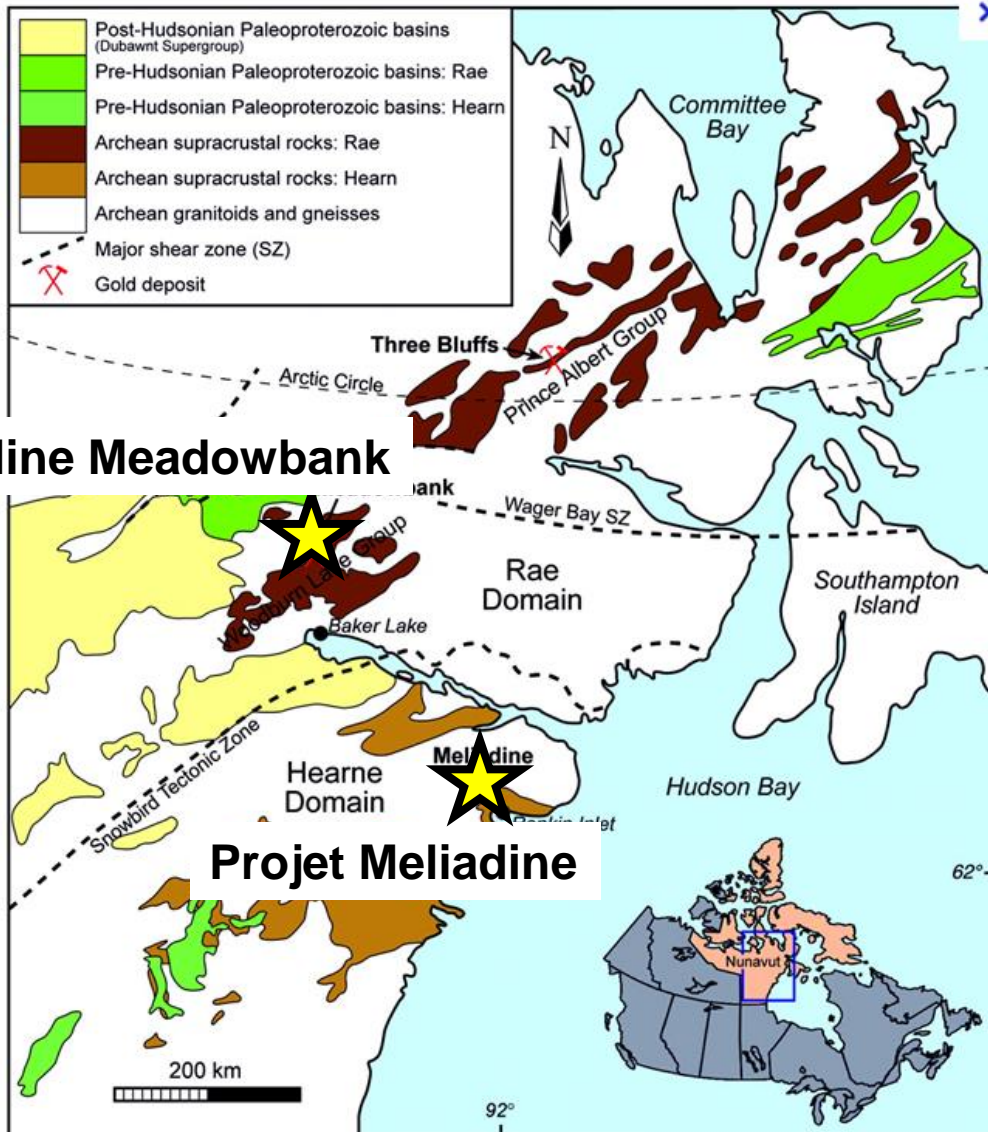 Post-Hudsonian Paleoproterozoic basins
(Dubawnt Supergroup)
Pre-Hudsonian Paleoproterozoic basins: Rae
Pre-Hudsonian Paleoproterozoic basins: Hearn
Archean supracrustal rocks: Rae
Archean supracrustal rocks: Hearn
Archean granitoids and gneisses
Major shear zone (SZ)
Gold deposit
N
Committee
Bay
Three Bluffs
Prince Albert Group
Arctic Circle
Meadowbank
Wager Bay SZ
Group
Rae
Domain
Southampton
Island
Baker Lake
Snowbird Tectonic Zone
Hearne
Domain
Meliadine
Hudson Bay
Projet Meliadine
62°
Nunavut
200 km
92°